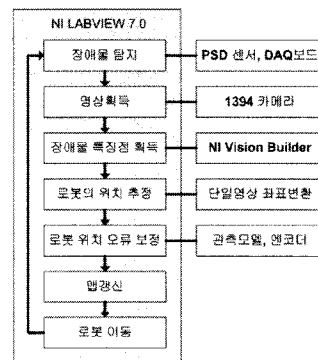 NI LABVIEW 7.0
장애물 탐지
PSD 센서, DAQ보드
영상획득
1394 카메라
장애물 특징점 획득
NI Vision Builder
로봇의 위치 추정
단일영상 좌표변환
로봇 위치 오류 보정
관측모델, 엔코더
맵갱신
로봇 이동